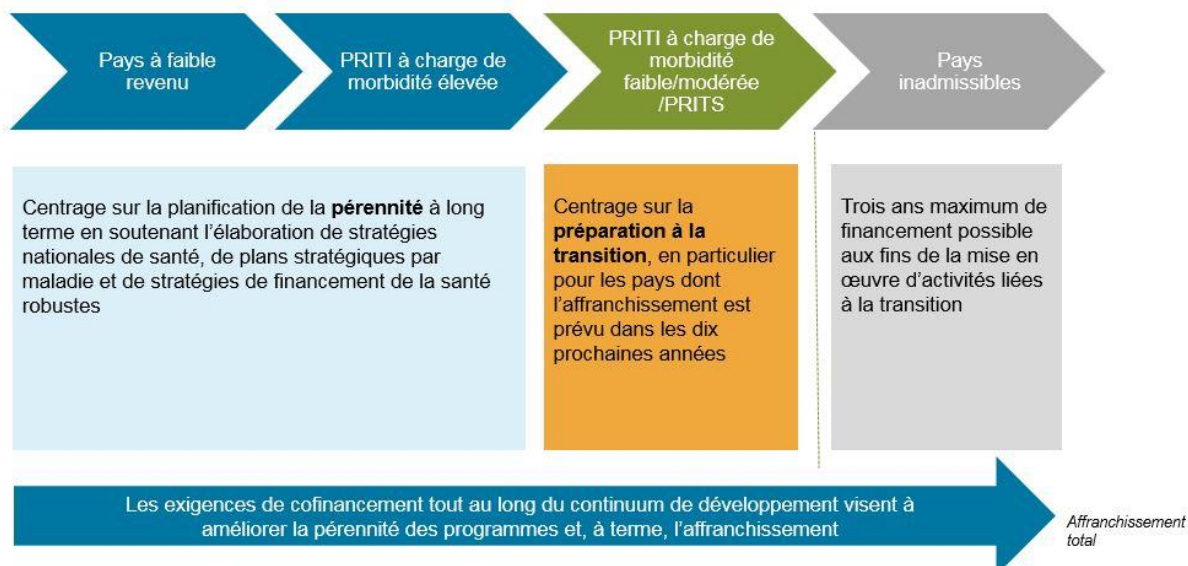 Pays à faible
revenu
PRITI à charge de
morbidité élevée
PRITI à charge de
morbidité
faible/modérée
/PRITS
Pays
inadmissibles
Centrage sur la planification de la pérennité à long
terme en soutenant l’élaboration de stratégies
nationales de santé, de plans stratégiques par
maladie et de stratégies de financement de la santé
robustes
Centrage sur la
préparation à la
transition, en particulier
pour les pays dont
l’affranchissement est
prévu dans les dix
prochaines années
Trois ans maximum de
financement possible
aux fins de la mise en
œuvre d’activités liées
à la transition
Les exigences de cofinancement tout au long du continuum de développement visent à
améliorer la pérennité des programmes et, à terme, l’affranchissement
Affranchissement
total